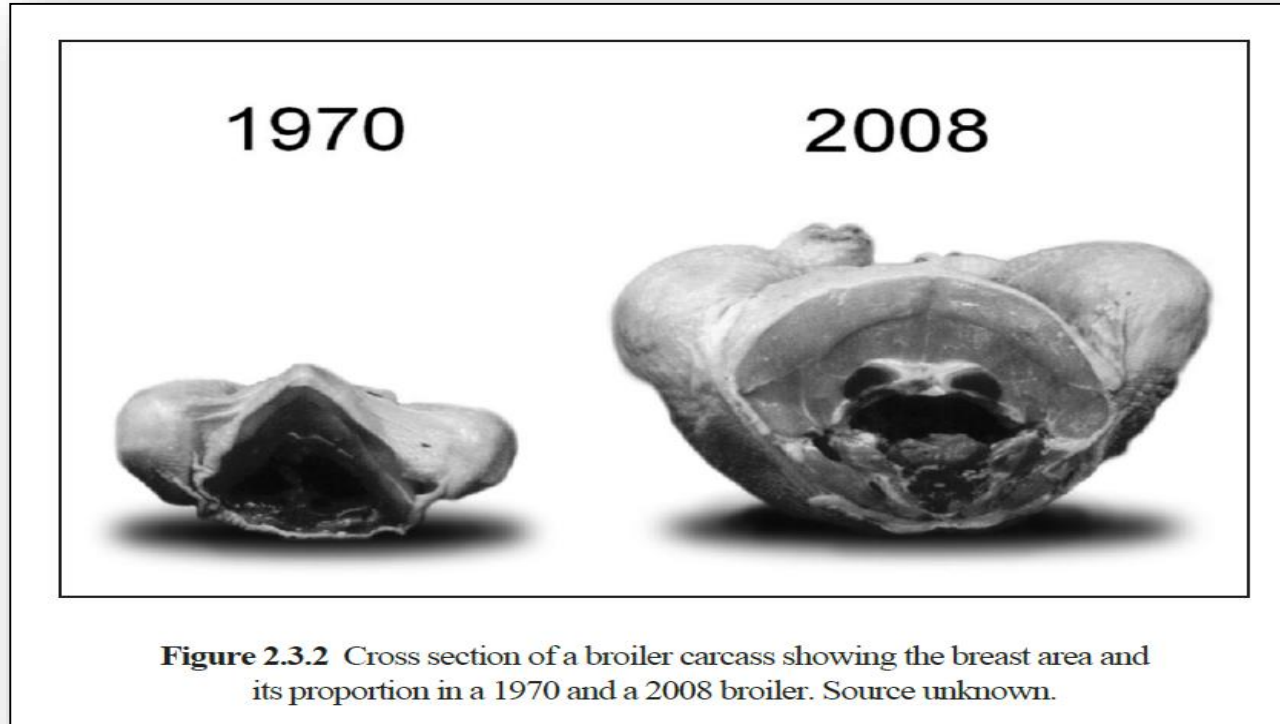 1970
2008
Figure 2.3.2 Cross section of a broiler carcass showing the breast area and
its proportion in a 1970 and a 2008 broiler. Source unknown.